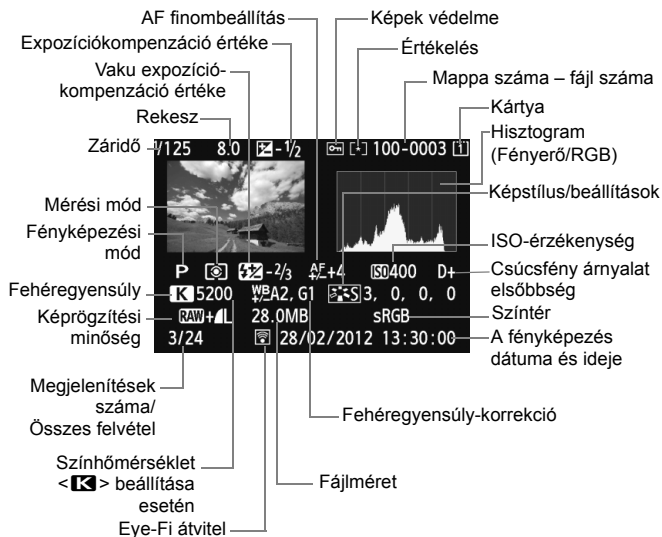 AF finombeállítás
Képek védelme
Expozíciókompenzáció értéke
Értékelés
Vaku expozíció-
kompenzáció értéke
Mappa száma – fájl száma
Rekesz
Kártya
Záridő
Hisztogram
(Fényerő/RGB)
1/125 8.0 -1/2 100-0003 1
Képstílus/beállítások
Mérési mód
Fényképezési
mód
ISO-érzékenység
P -2/3 AF+4 ISO 400 D+
Csúcsfény árnyalat
elsőbbség
Fehéregyensúly
K 5200 WB A2, G1 S 3, 0, 0, 0
Képrögzítési
minőség
RAW+L 28.0MB sRGB
Színtér
3/24 28/02/2012 13:30:00
A fényképezés
dátuma és ideje
Megjelenítések
száma/
Összes felvétel
Fehéregyensúly-korrekció
Színhőmérséklet
<K> beállítása
esetén
Fájlméret
Eye-Fi átvitel